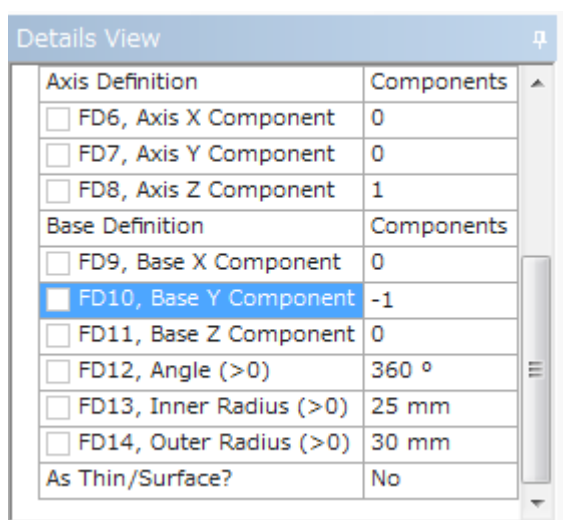 Details View
Axis Definition Components
FD6, Axis X Component 0
FD7, Axis Y Component 0
FD8, Axis Z Component 1
Base Definition Components
FD9, Base X Component 0
FD10, Base Y Component -1
FD11, Base Z Component 0
FD12, Angle (>0) 360 º
FD13, Inner Radius (>0) 25 mm
FD14, Outer Radius (>0) 30 mm
As Thin/Surface? No